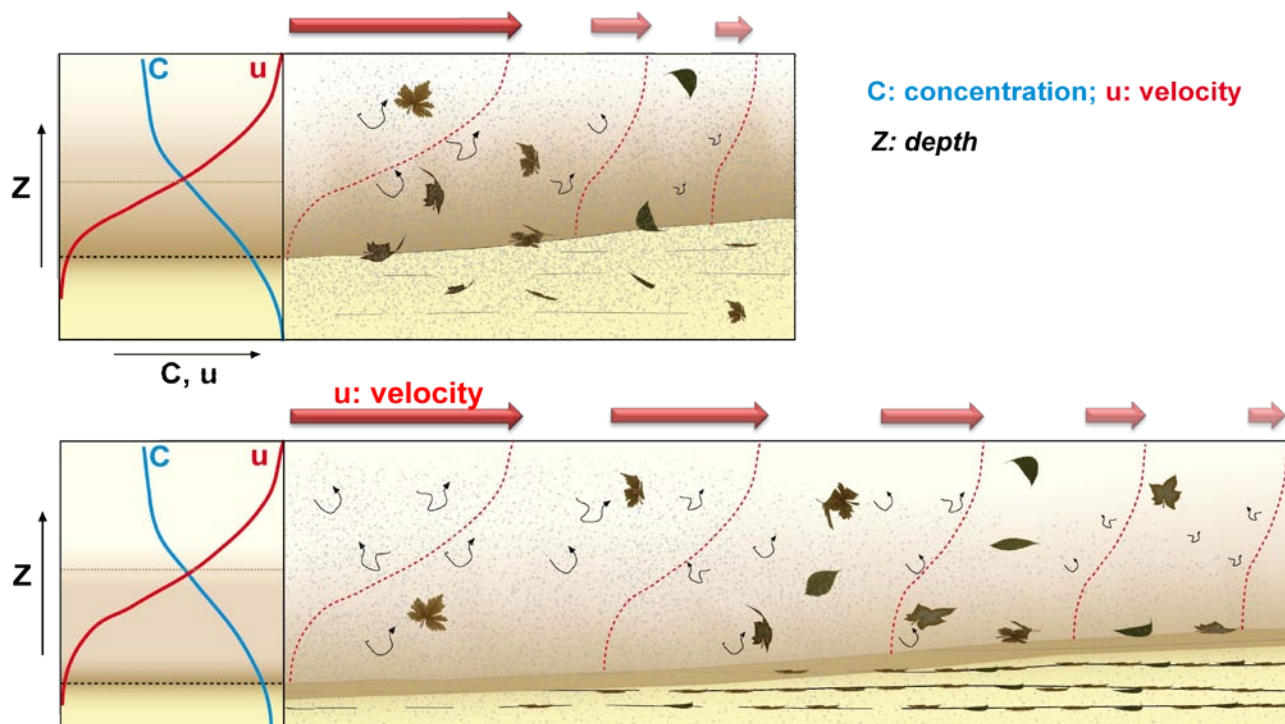 C
u
C: concentration; u: velocity
Z: depth
Z
C, u
u: velocity
C
u
Z